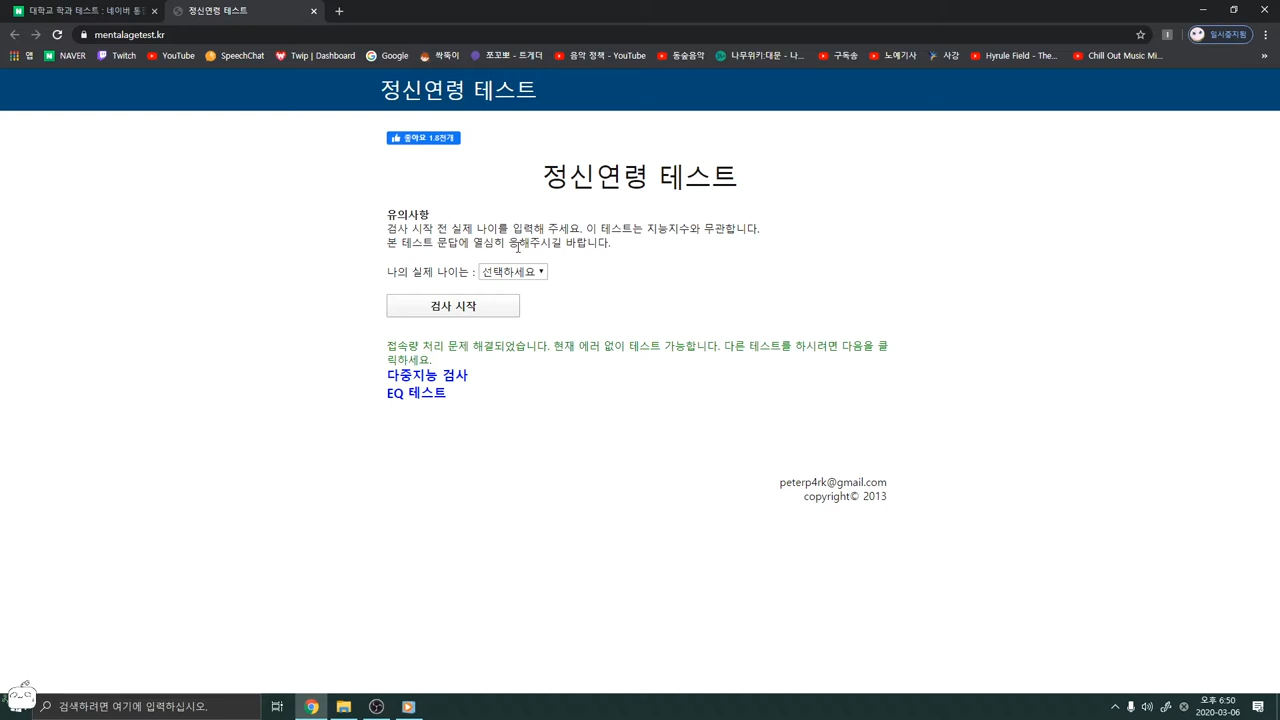 대학교 학과 테스트 : 네이버 통
정신연령 테스트
mentalagetest.kr
일시중지됨
앱
NAVER
Twitch
YouTube
SpeechChat
Twip | Dashboard
Google
싹뚝이
쪼꼬뽀 - 트게더
음악 정책 - YouTube
동숲음악
나무위키:대문 - 나...
구독송
노예기사
사강
Hyrule Field - The...
Chill Out Music Mi...
»
정신연령 테스트
좋아요 1.8천개
정신연령 테스트
유의사항
검사 시작 전 실제 나이를 입력해 주세요. 이 테스트는 지능지수와 무관합니다.
본 테스트 문답에 열심히 응해주시길 바랍니다.
나의 실제 나이는 : 선택하세요
검사 시작
접속량 처리 문제 해결되었습니다. 현재 에러 없이 테스트 가능합니다. 다른 테스트를 하시려면 다음을 클
릭하세요.
다중지능 검사
EQ 테스트
peterp4rk@gmail.com
copyright© 2013
검색하려면 여기에 입력하십시오.
오후 6:50
2020-03-06